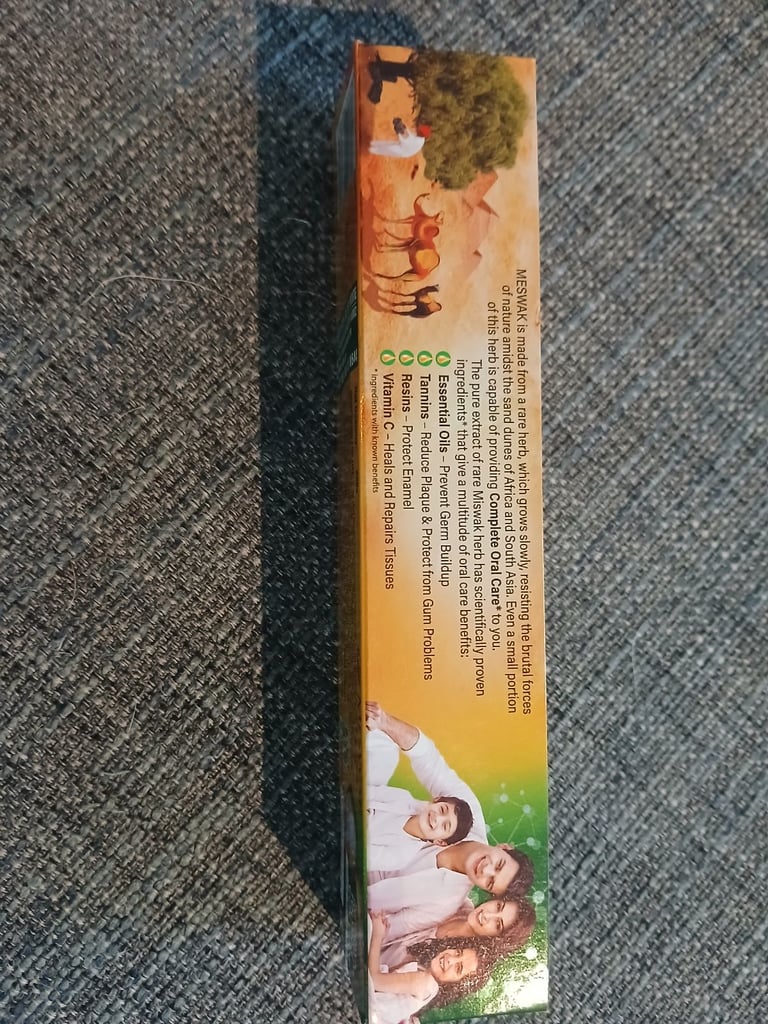 MESWAK is made from a rare herb, which grows slowly, resisting the brutal forces
of nature amidst the sand dunes of Africa and South Asia. Even a small portion
of this herb is capable of providing Complete Oral Care* to you.
The pure extract of rare Miswak herb has scientifically proven
ingredients* that give a multitude of oral care benefits:
Essential Oils – Prevent Germ Buildup
Tannins – Reduce Plaque & Protect from Gum Problems
Resins – Protect Enamel
Vitamin C – Heals and Repairs Tissues
* ingredients with known benefits